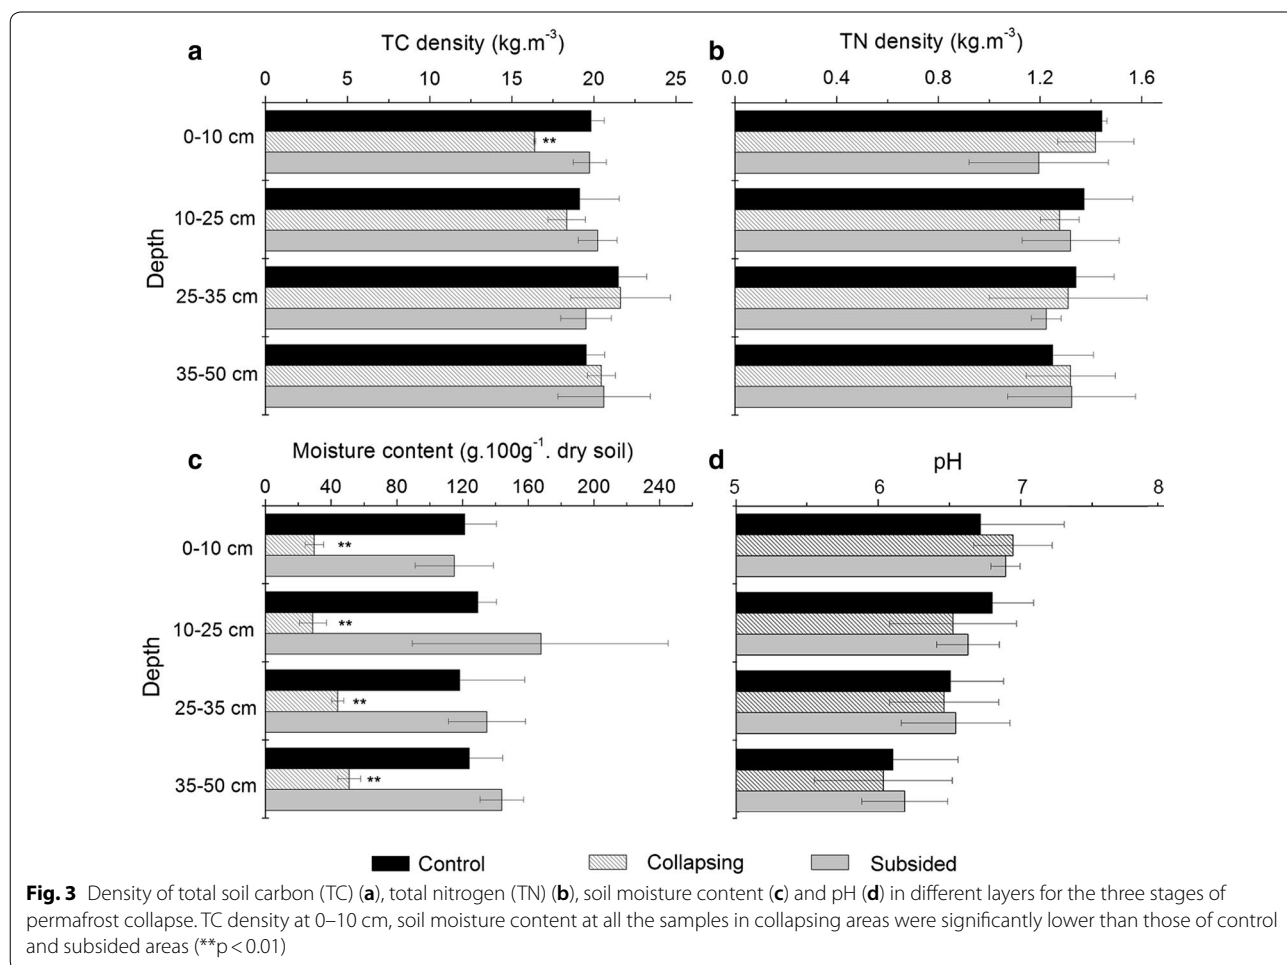 a TC density (kg.m⁻³)
0 5 10 15 20 25
0-10 cm **
10-25 cm
25-35 cm
35-50 cm
Depth
b TN density (kg.m⁻³)
0.0 0.4 0.8 1.2 1.6
c Moisture content (g.100g⁻¹. dry soil)
0 40 80 120 160 200 240
0-10 cm **
10-25 cm **
25-35 cm **
35-50 cm **
Depth
d pH
5 6 7 8
Control Collapsing Subsided
Fig. 3 Density of total soil carbon (TC) (a), total nitrogen (TN) (b), soil moisture content (c) and pH (d) in different layers for the three stages of
permafrost collapse. TC density at 0–10 cm, soil moisture content at all the samples in collapsing areas were significantly lower than those of control
and subsided areas (**p < 0.01)